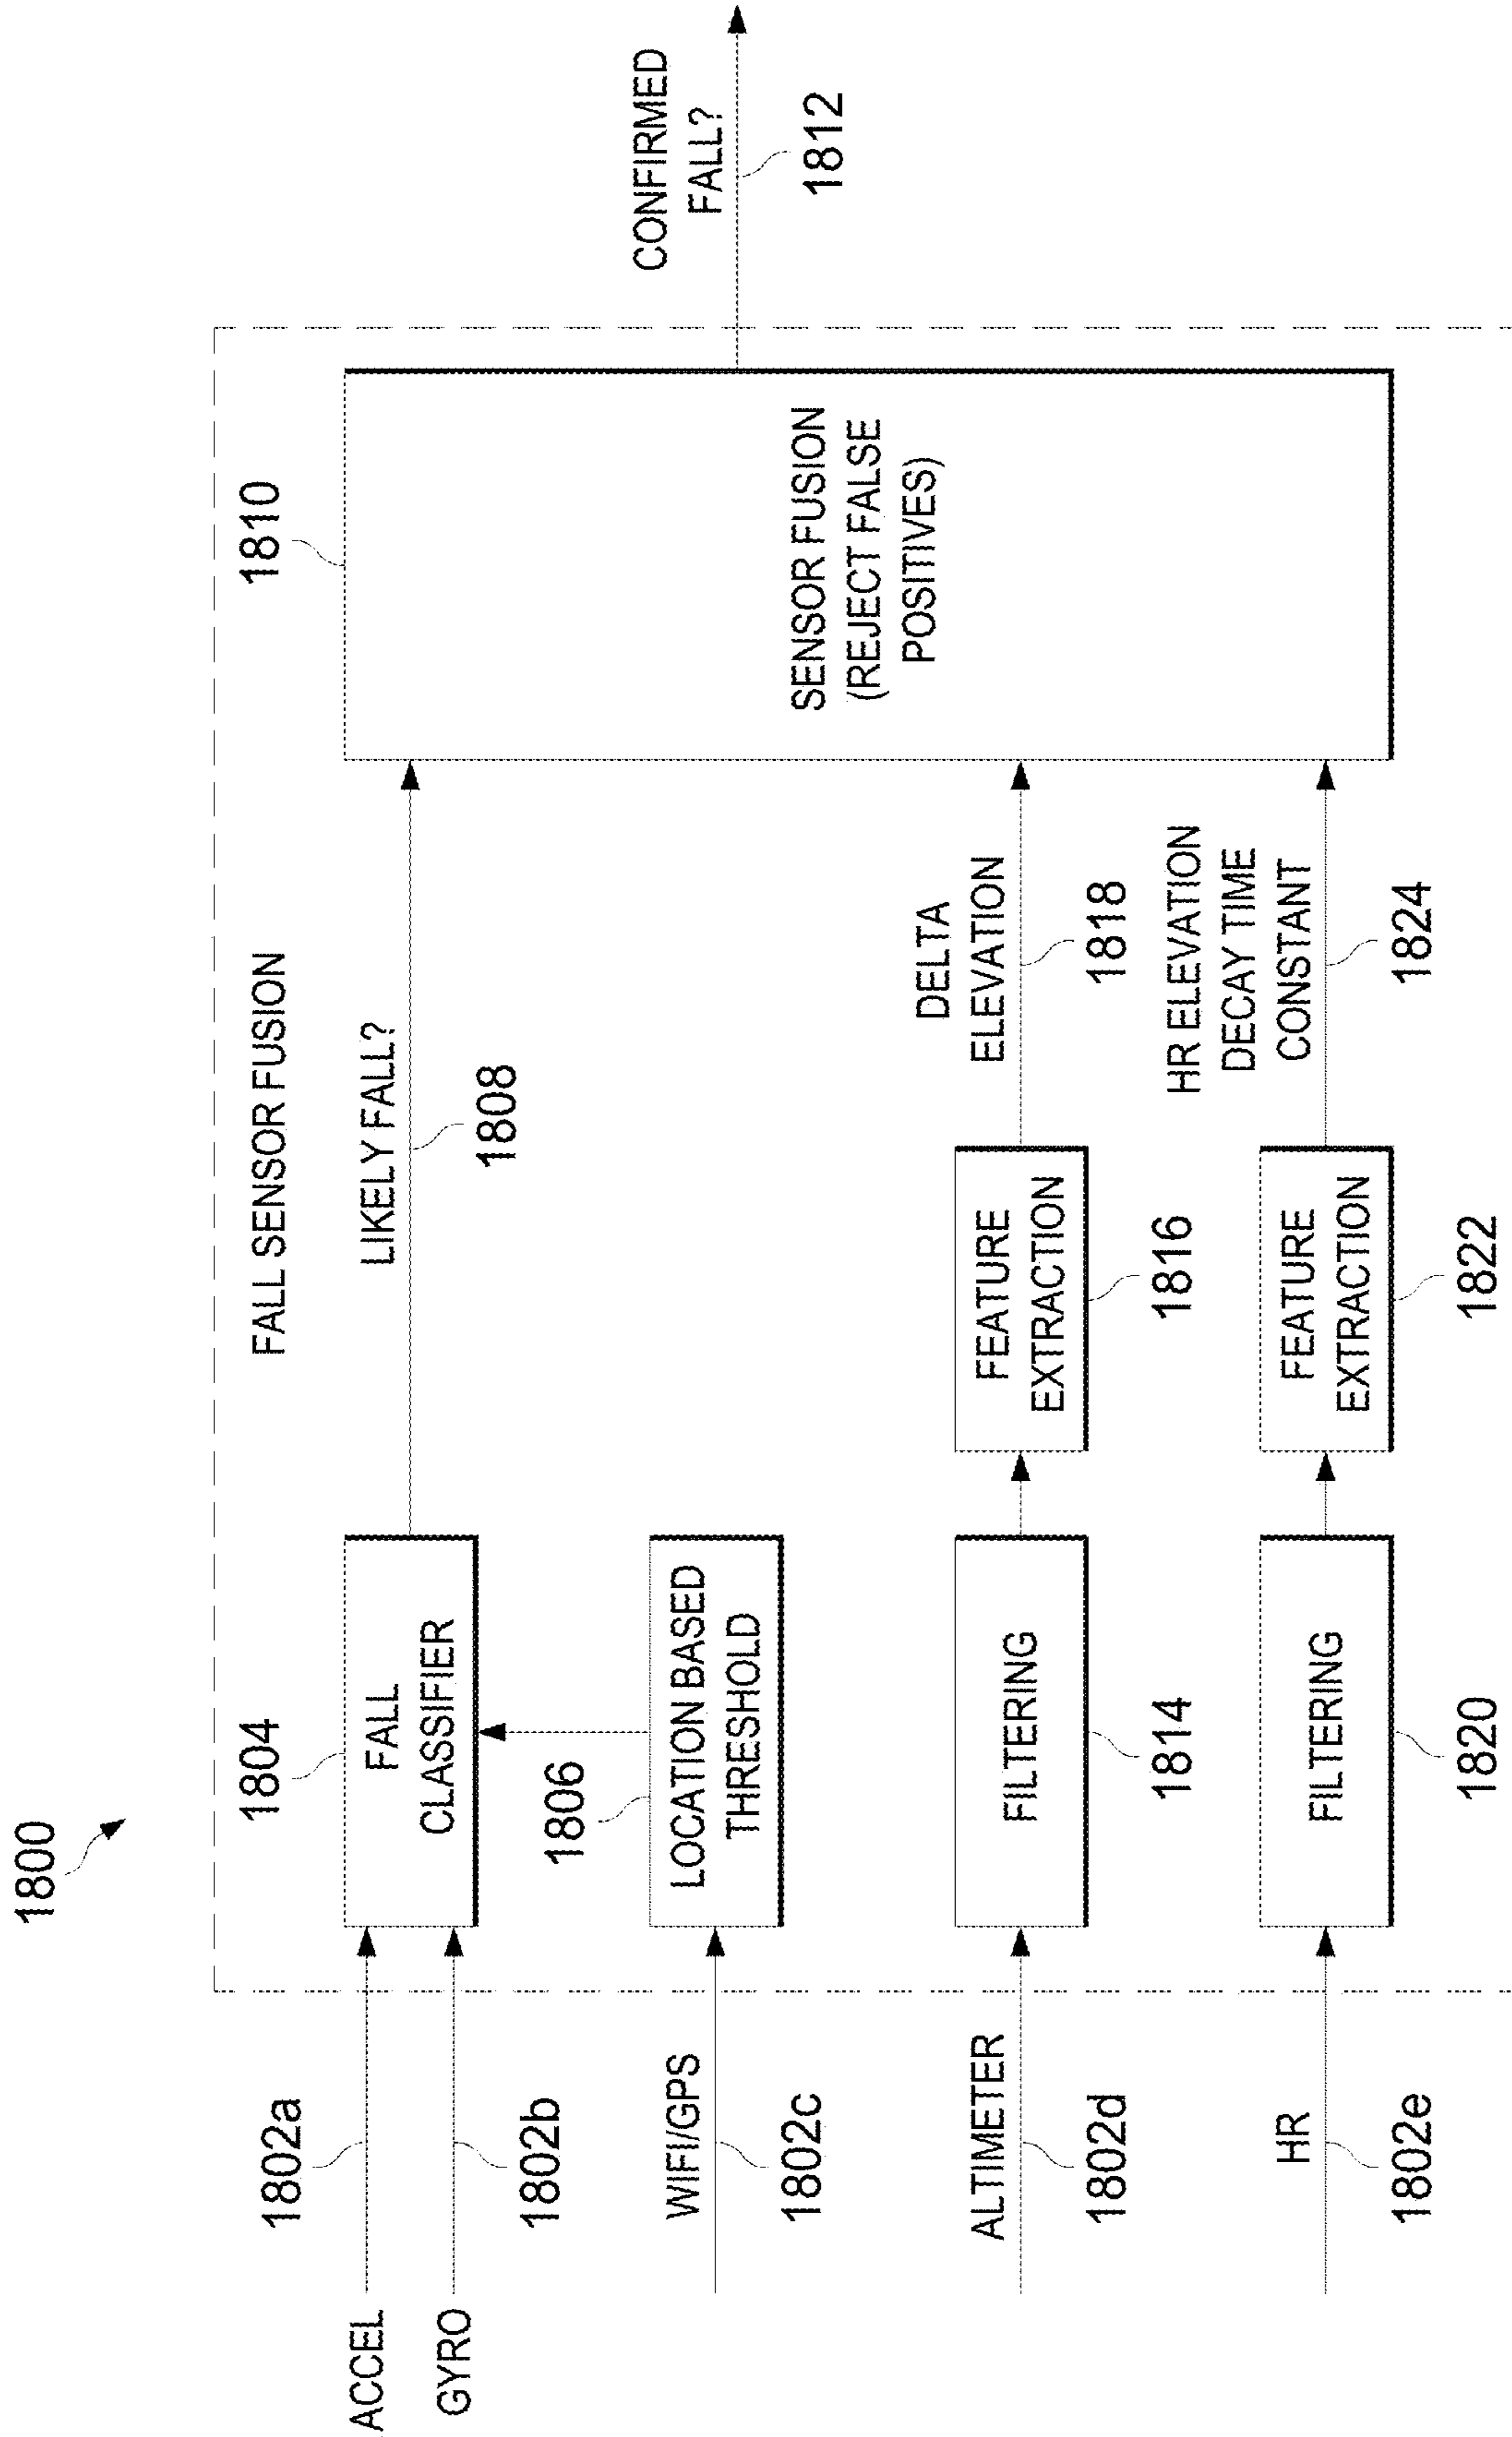 1800
FALL SENSOR FUSION
ACCEL
1802a
GYRO
1802b
1804
FALL
CLASSIFIER
LIKELY FALL?
1808
1810
SENSOR FUSION
(REJECT FALSE
POSITIVES)
CONFIRMED
FALL?
1812
WIFI/GPS
1802c
1806
LOCATION BASED
THRESHOLD
ALTIMETER
1802d
FILTERING
1814
FEATURE
EXTRACTION
1816
DELTA
ELEVATION
1818
HR
1802e
FILTERING
1820
FEATURE
EXTRACTION
1822
HR ELEVATION
DECAY TIME
CONSTANT
1824